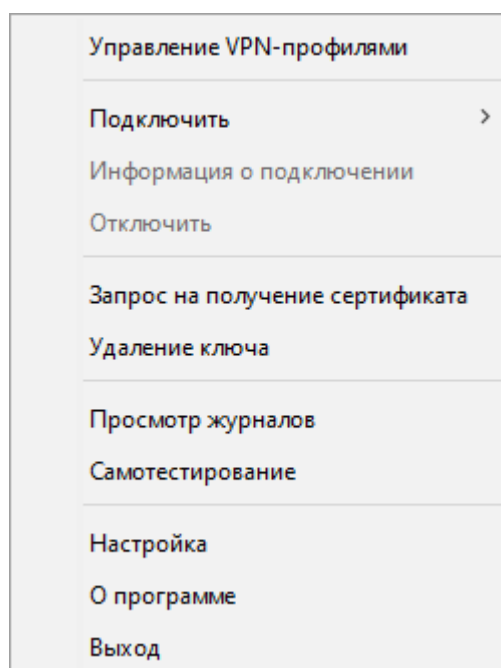 Управление VPN-профилями
Подключить
Информация о подключении
Отключить
Запрос на получение сертификата
Удаление ключа
Просмотр журналов
Самотестирование
Настройка
О программе
Выход